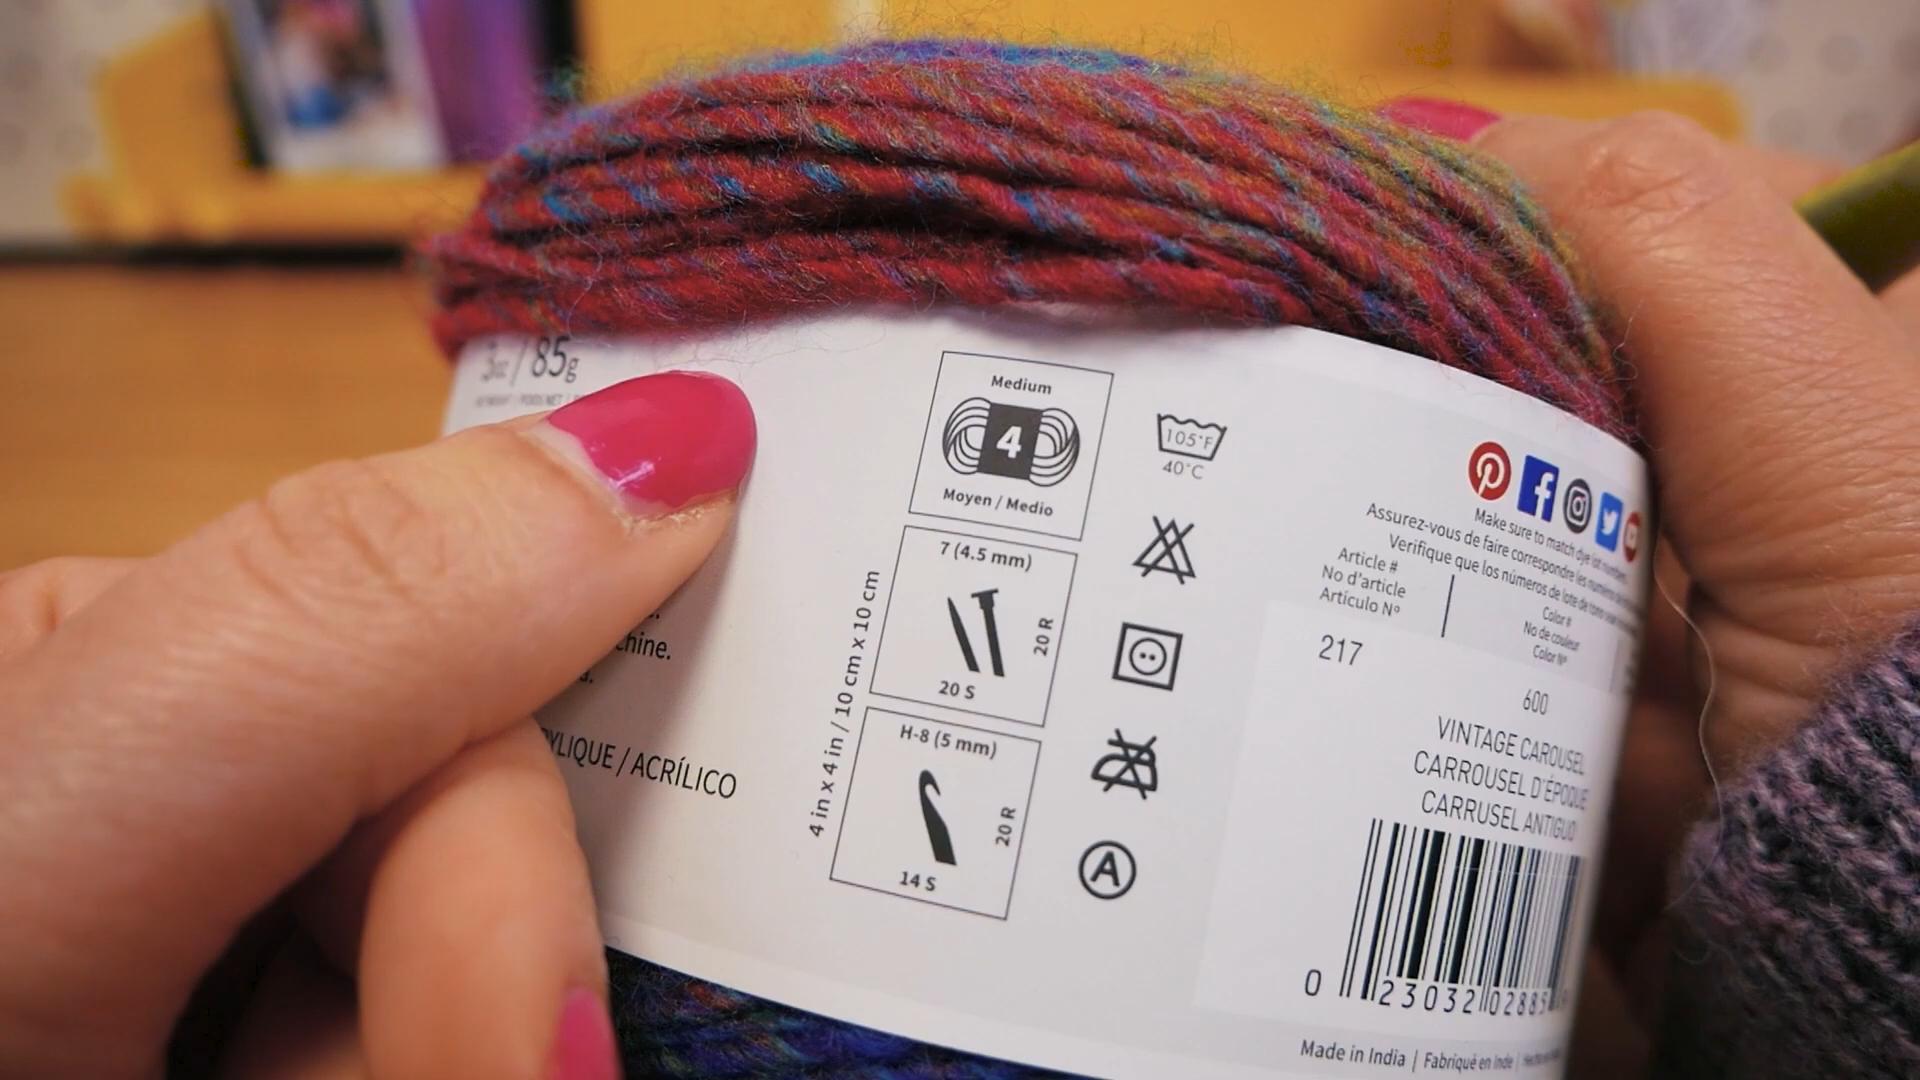 3oz / 85g
chine.
YLIQUE / ACRÍLICO
4 in x 4 in / 10 cm x 10 cm
Medium
4
Moyen / Medio
7 (4.5 mm)
20 R
20 S
H-8 (5 mm)
20 R
14 S
105°F
40°C
A
Make sure to match dye lot numbers.
Assurez-vous de faire correspondre les numéros
Verifique que los números de lote de
Article #
No d'article
Artículo Nº
217
Color #
No de couleur
Color Nº
600
VINTAGE CAROUSEL
CARROUSEL D'ÉPOQUE
CARRUSEL ANTIGUO
0 23032 02885
Made in India | Fabriqué en Inde |